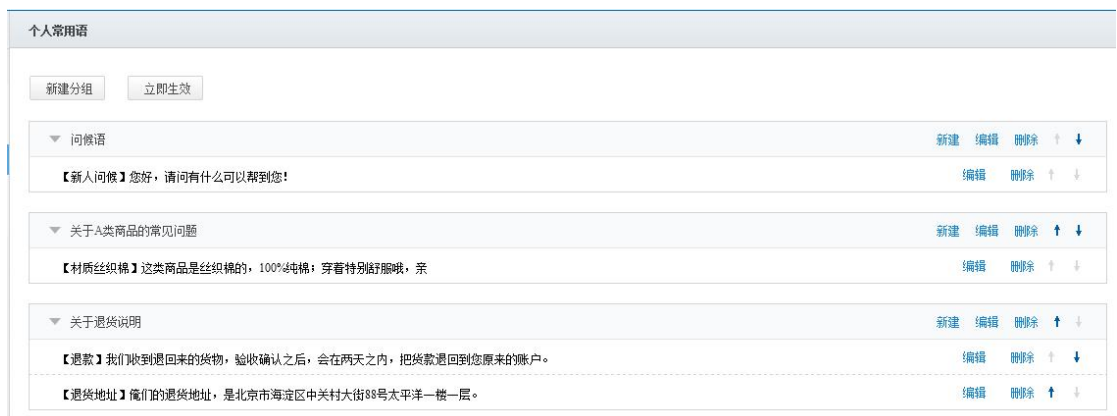 个人常用语
新建分组 立即生效
问候语 新建 编辑 删除
【新人问候】您好，请问有什么可以帮到您！ 编辑 删除
关于A类商品的常见问题 新建 编辑 删除
【材质丝织棉】这类商品是丝织棉的，100%纯棉；穿着特别舒服哦，亲 编辑 删除
关于退货说明 新建 编辑 删除
【退款】我们收到退回来的货物，验收确认之后，会在两天之内，把货款退回到您原来的账户。 编辑 删除
【退货地址】俺们的退货地址，是北京市海淀区中关村大街88号太平洋一楼一层。 编辑 删除